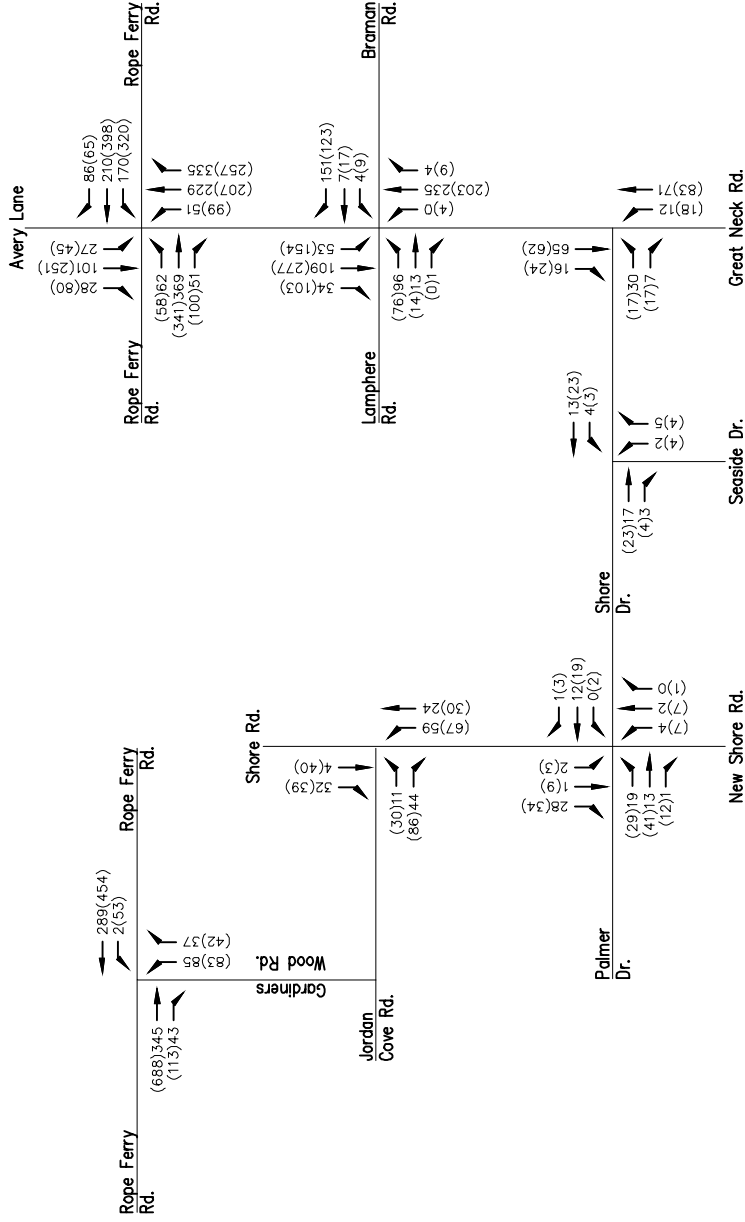 Avery Lane
Rope Ferry
Rd.
86(65)
210(398)
170(320)
28(80)
101(251)
27(45)
(58)62
(341)369
(100)51
(99)51
(207)229
(257)335
Rope Ferry
Rd.
Braman
Rd.
151(123)
7(17)
4(9)
34(103)
109(277)
53(154)
(76)96
(14)13
(0)1
(4)0
(203)235
(9)4
Lamphere
Rd.
16(24)
65(62)
(17)30
(17)7
(18)12
(83)71
Great Neck Rd.
13(23)
4(3)
(23)17
(4)3
(4)2
(4)5
Seaside Dr.
Shore
Dr.
Shore Rd.
32(39)
4(40)
(30)11
(86)44
(67)59
(30)24
1(3)
12(19)
0(2)
28(34)
1(9)
2(3)
(29)19
(41)13
(12)1
(7)4
(7)2
(1)0
New Shore Rd.
Palmer
Dr.
Rope Ferry
Rd.
289(454)
2(53)
(688)345
(113)43
(83)85
(42)37
Gardiners
Wood Rd.
Jordan
Cove Rd.
Rope Ferry
Rd.